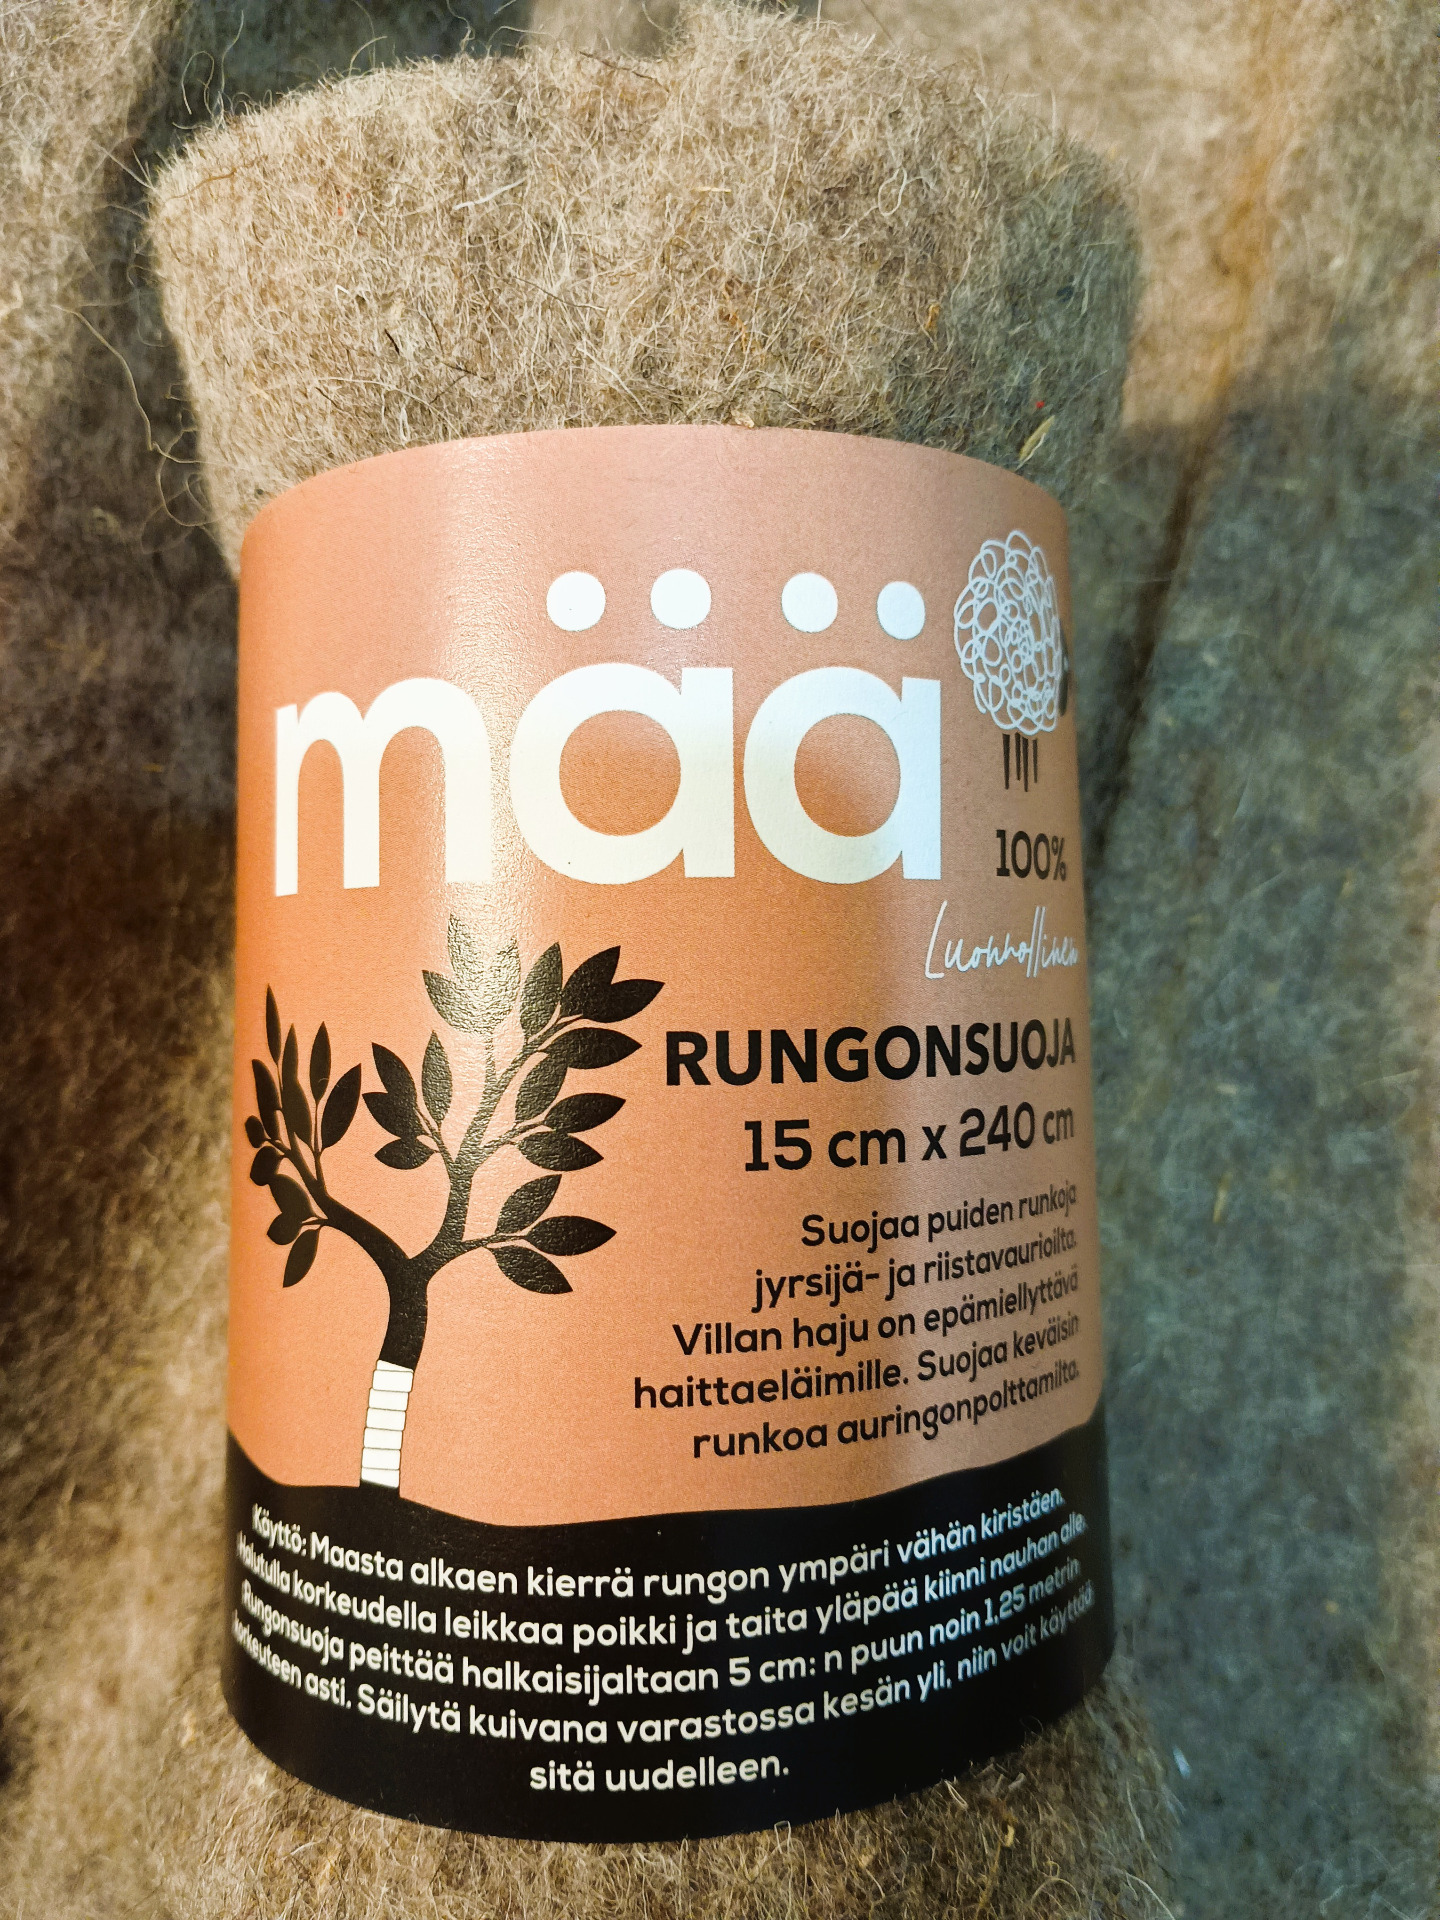 mää
100%
Luonnollinen
RUNGONSUOJA
15 cm x 240 cm
Suojaa puiden runkoja
jyrsijä- ja riistavaurioilta.
Villan haju on epämiellyttävä
haittaeläimille. Suojaa keväisin
runkoa auringonpolttamilta.
Käyttö: Maasta alkaen kierrä rungon ympäri vähän kiristäen.
Halutulla korkeudella leikkaa poikki ja taita yläpää kiinni nauhan alle.
Rungonsuoja peittää halkaisijaltaan 5 cm: n puun noin 1,25 metrin
korkeuteen asti. Säilytä kuivana varastossa kesän yli, niin voit käyttää
sitä uudelleen.